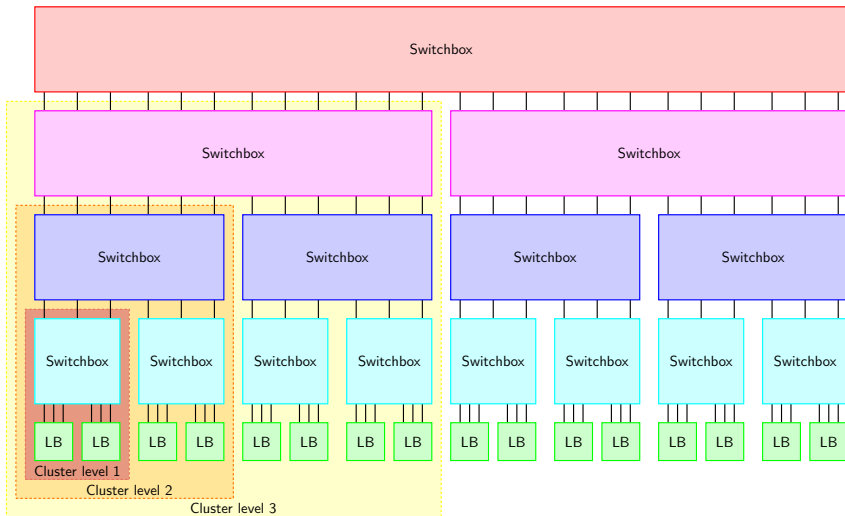 Switchbox
Switchbox Switchbox
Switchbox Switchbox Switchbox Switchbox
Switchbox Switchbox Switchbox Switchbox Switchbox Switchbox Switchbox Switchbox
LB LB LB LB LB LB LB LB LB LB LB LB LB LB LB LB
Cluster level 1
Cluster level 2
Cluster level 3